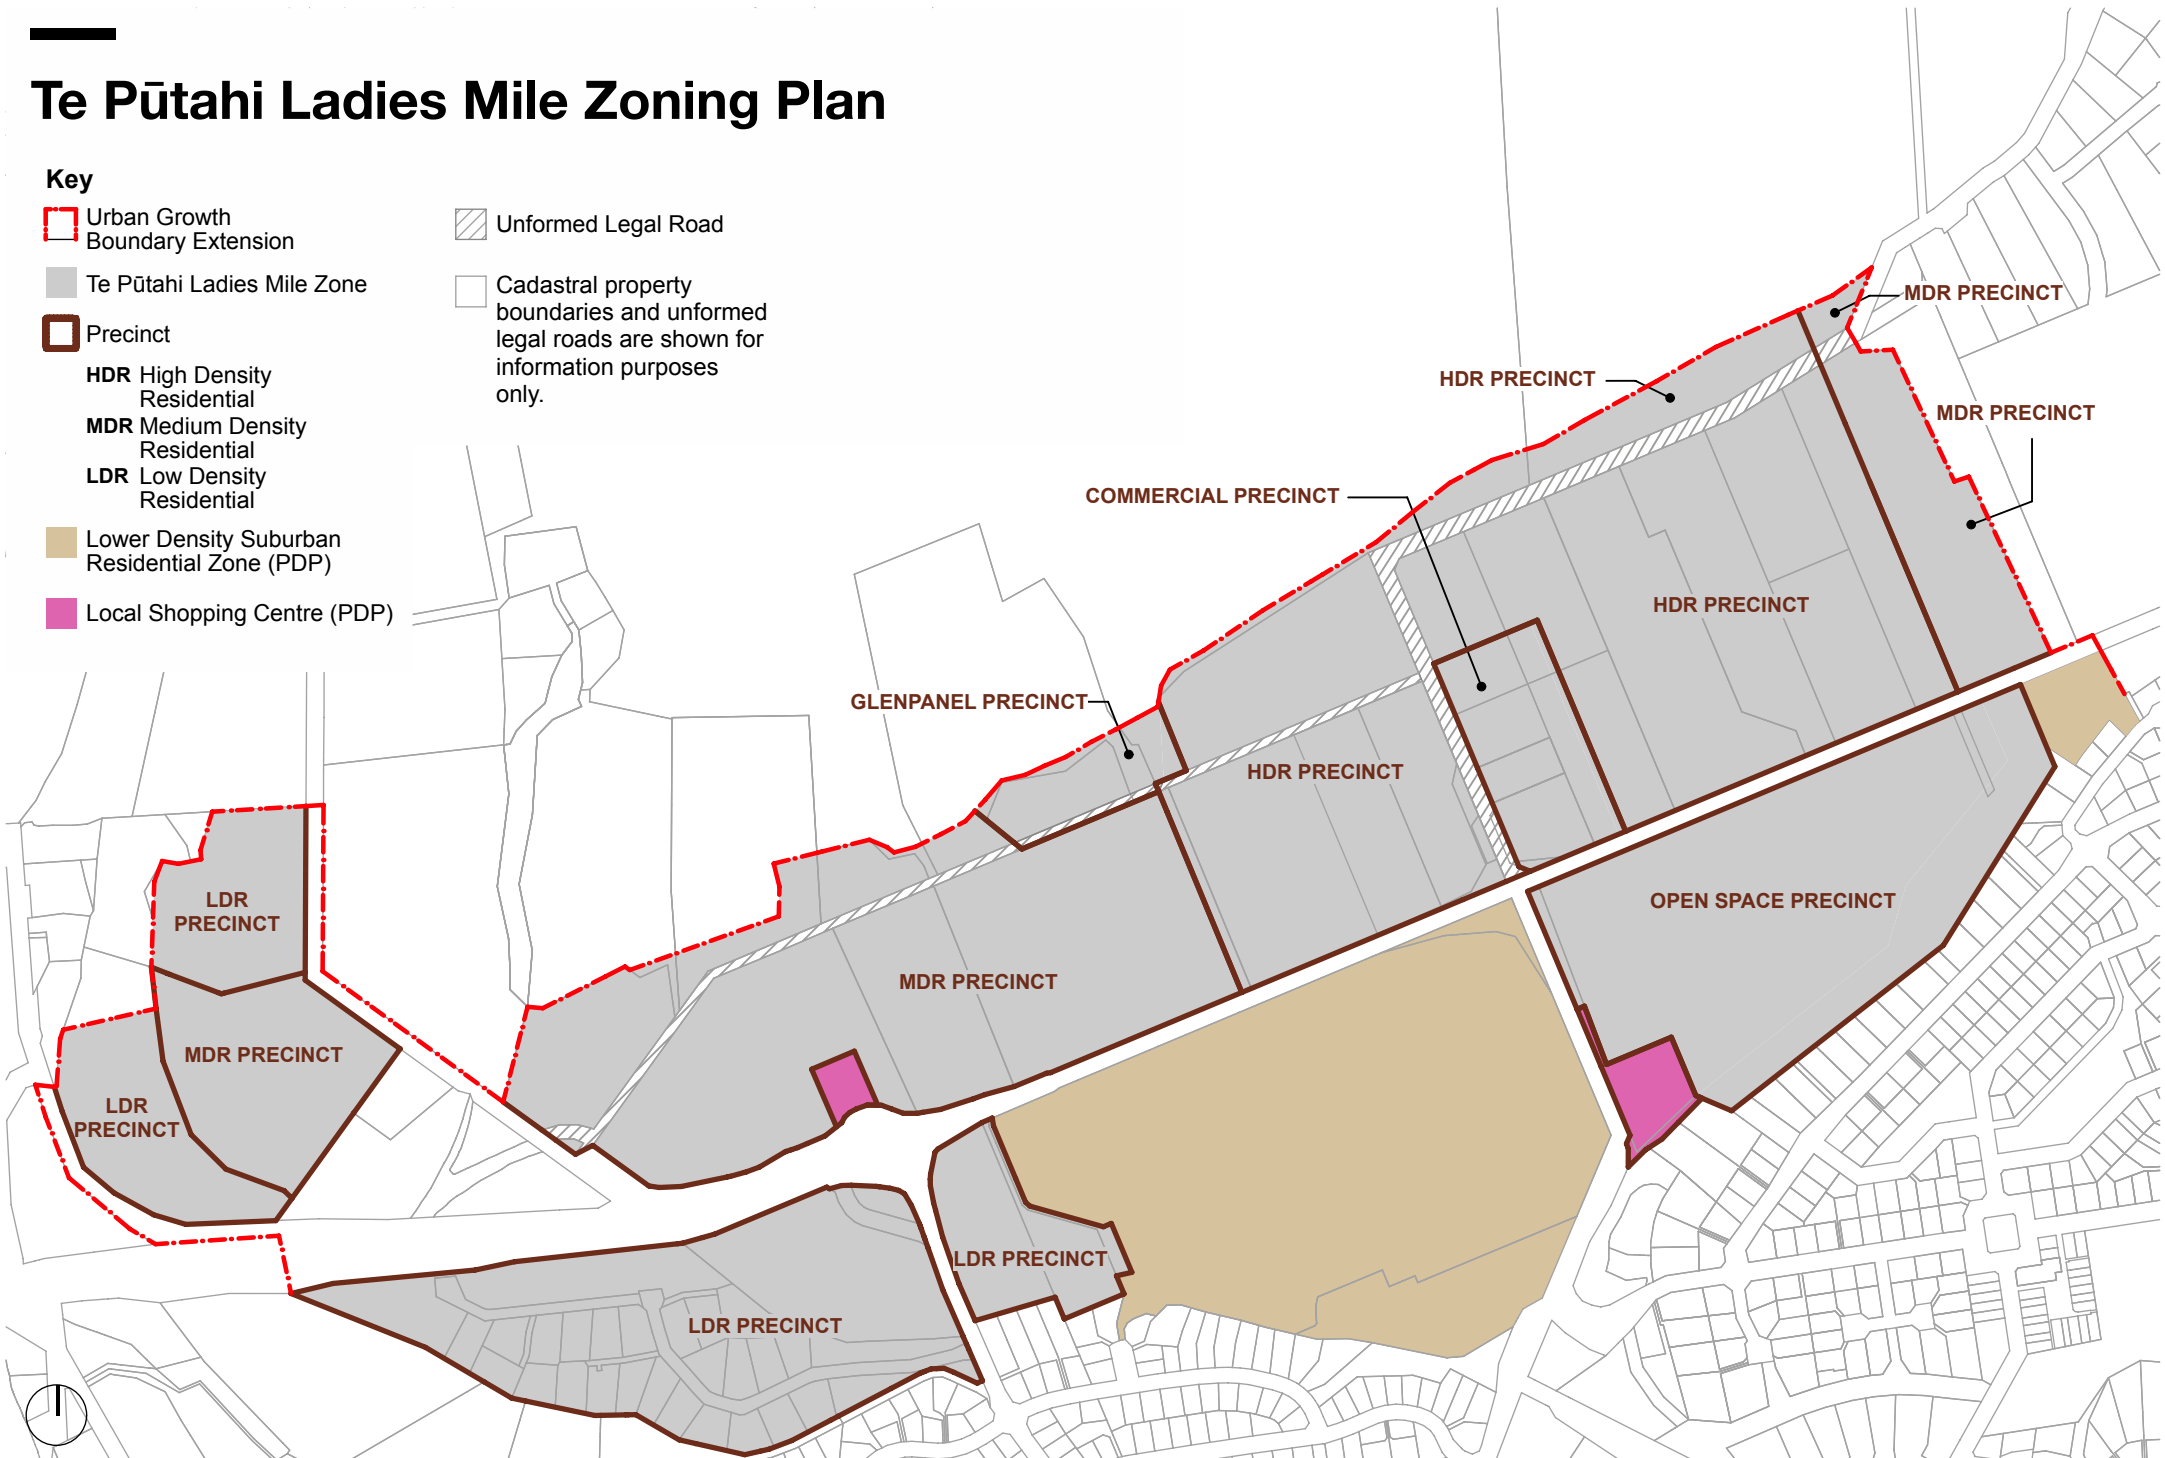 Te Pūtahi Ladies Mile Zoning Plan
Key
Urban Growth
Boundary Extension
Te Pūtahi Ladies Mile Zone
Precinct
HDR High Density
Residential
MDR Medium Density
Residential
LDR Low Density
Residential
Lower Density Suburban
Residential Zone (PDP)
Local Shopping Centre (PDP)
Unformed Legal Road
Cadastral property
boundaries and unformed
legal roads are shown for
information purposes
only.
MDR PRECINCT
HDR PRECINCT
MDR PRECINCT
COMMERCIAL PRECINCT
HDR PRECINCT
GLENPANEL PRECINCT
HDR PRECINCT
OPEN SPACE PRECINCT
LDR
PRECINCT
MDR PRECINCT
MDR PRECINCT
LDR
PRECINCT
LDR PRECINCT
LDR PRECINCT